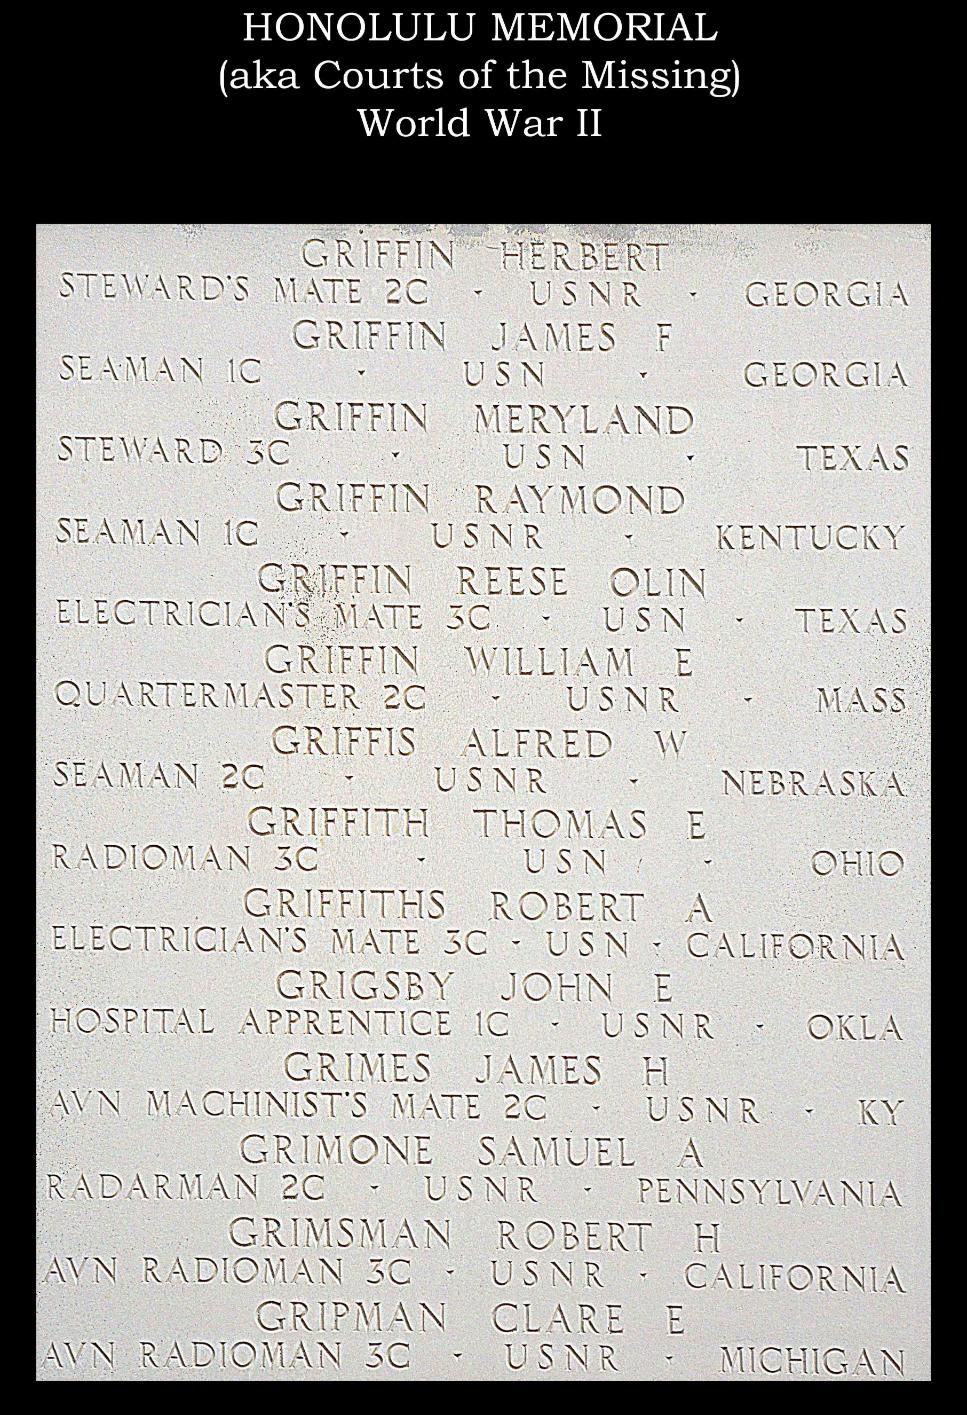 HONOLULU MEMORIAL
(aka Courts of the Missing)
World War II
GRIFFIN HERBERT
STEWARD'S MATE 2C · USNR · GEORGIA
GRIFFIN JAMES F
SEAMAN 1C · USN · GEORGIA
GRIFFIN MERYLAND
STEWARD 3C · USN · TEXAS
GRIFFIN RAYMOND
SEAMAN 1C · USNR · KENTUCKY
GRIFFIN REESE OLIN
ELECTRICIAN'S MATE 3C · USN · TEXAS
GRIFFIN WILLIAM E
QUARTERMASTER 2C · USNR · MASS
GRIFFIS ALFRED W
SEAMAN 2C · USNR · NEBRASKA
GRIFFITH THOMAS E
RADIOMAN 3C · USN · OHIO
GRIFFITHS ROBERT A
ELECTRICIAN'S MATE 3C · USN · CALIFORNIA
GRIGSBY JOHN E
HOSPITAL APPRENTICE 1C · USNR · OKLA
GRIMES JAMES H
AVN MACHINIST'S MATE 2C · USNR · KY
GRIMONE SAMUEL A
RADARMAN 2C · USNR · PENNSYLVANIA
GRIMSMAN ROBERT H
AVN RADIOMAN 3C · USNR · CALIFORNIA
GRIPMAN CLARE E
AVN RADIOMAN 3C · USNR · MICHIGAN